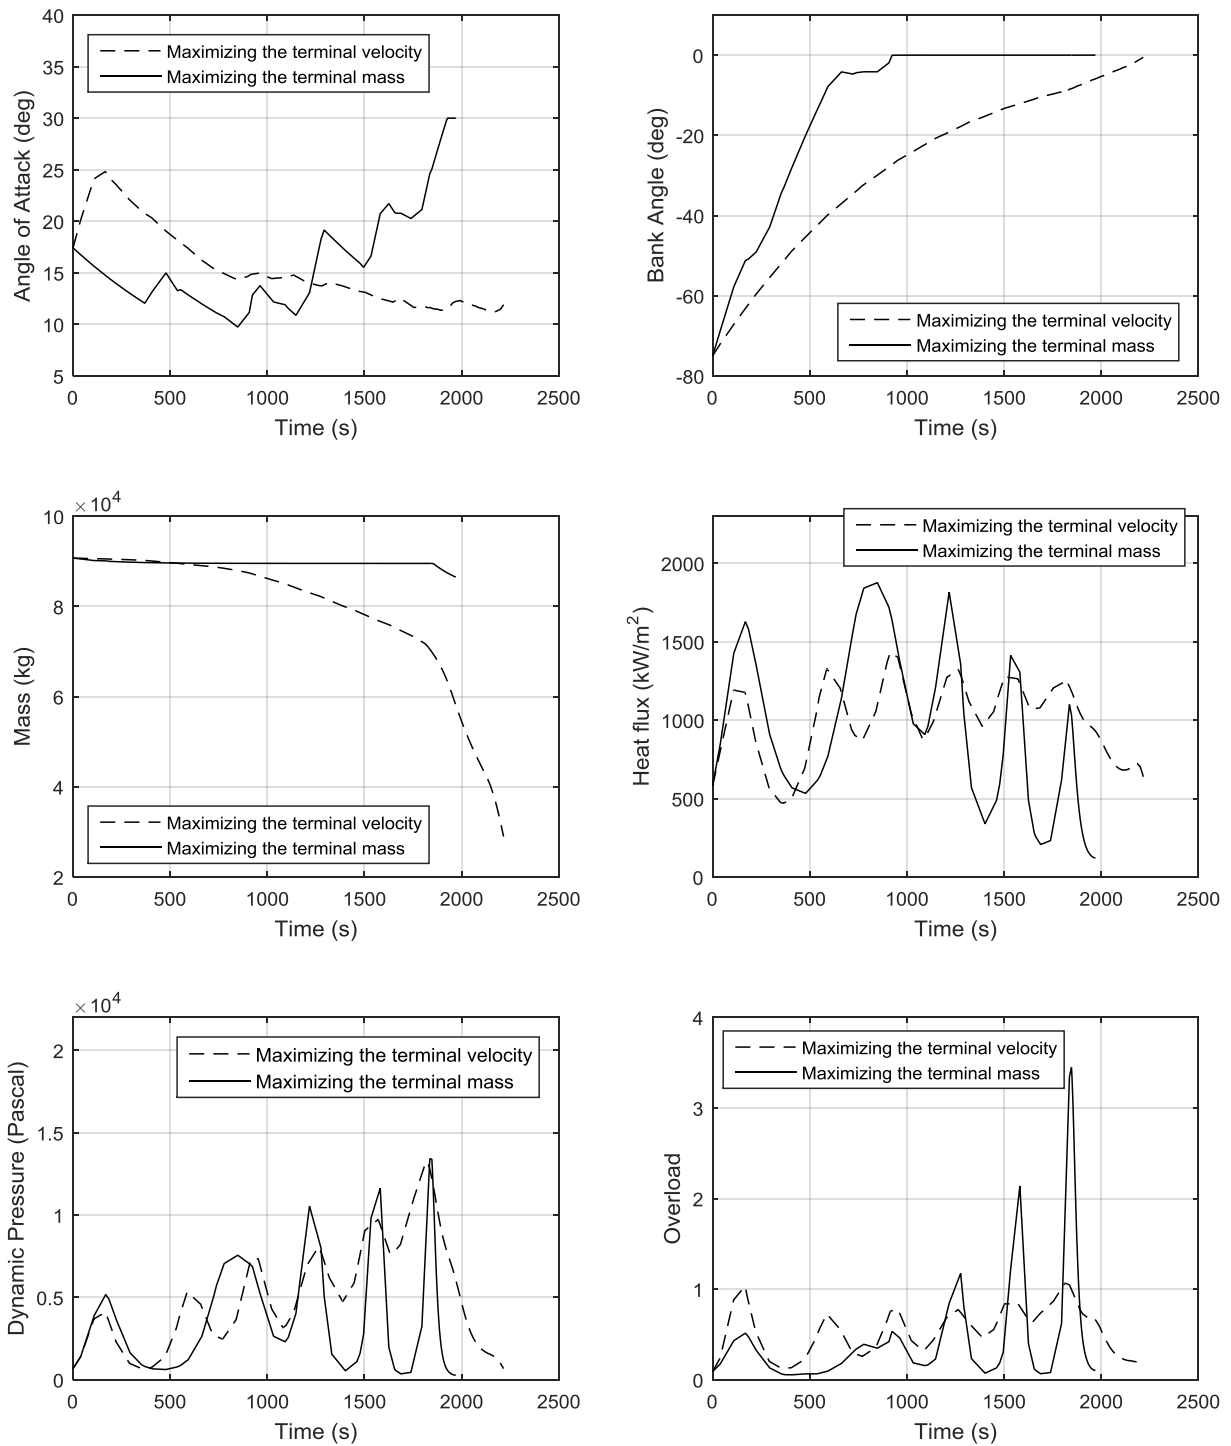 Maximizing the terminal velocity
Maximizing the terminal mass
Angle of Attack (deg)
40
35
30
25
20
15
10
5
0
500
1000
1500
2000
2500
Time (s)
Maximizing the terminal velocity
Maximizing the terminal mass
Bank Angle (deg)
0
-20
-40
-60
-80
0
500
1000
1500
2000
2500
Time (s)
×10^4
Maximizing the terminal velocity
Maximizing the terminal mass
Mass (kg)
10
8
6
4
2
0
500
1000
1500
2000
2500
Time (s)
Maximizing the terminal velocity
Maximizing the terminal mass
Heat flux (kW/m²)
2000
1500
1000
500
0
0
500
1000
1500
2000
2500
Time (s)
×10^4
Maximizing the terminal velocity
Maximizing the terminal mass
Dynamic Pressure (Pascal)
2
1.5
1
0.5
0
0
500
1000
1500
2000
2500
Time (s)
Maximizing the terminal velocity
Maximizing the terminal mass
Overload
4
3
2
1
0
0
500
1000
1500
2000
2500
Time (s)